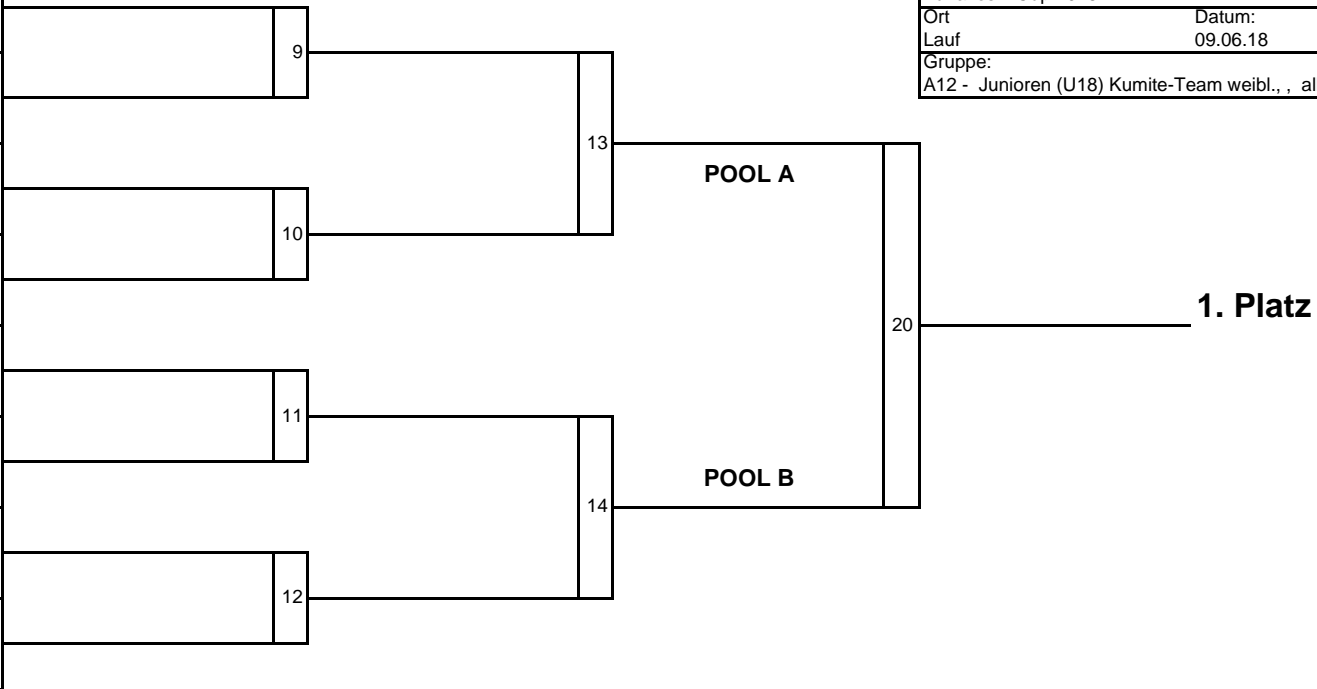 Ort Datum:
Lauf 09.06.18
Gruppe:
A12 - Junioren (U18) Kumite-Team weibl., , al
9
13
POOL A
10
1. Platz
20
11
POOL B
14
12